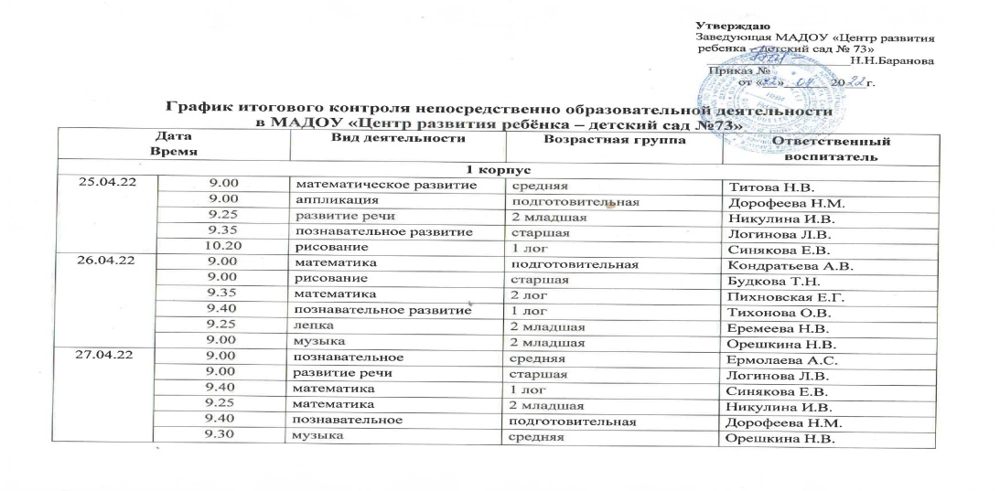 Утверждаю
Заведующая МАДОУ «Центр развития
ребенка – детский сад № 73»
Н.Н.Баранова
Приказ №
от «22» 04 2022г.
График итогового контроля непосредственно образовательной деятельности
в МАДОУ «Центр развития ребёнка – детский сад №73»
Дата Время Вид деятельности Возрастная группа Ответственный воспитатель
1 корпус
25.04.22 9.00 математическое развитие средняя Титова Н.В.
9.00 аппликация подготовительная Дорофеева Н.М.
9.25 развитие речи 2 младшая Никулина И.В.
9.35 познавательное развитие старшая Логинова Л.В.
10.20 рисование 1 лог Синякова Е.В.
26.04.22 9.00 математика подготовительная Кондратьева А.В.
9.00 рисование старшая Будкова Т.Н.
9.35 математика 2 лог Пихновская Е.Г.
9.40 познавательное развитие 1 лог Тихонова О.В.
9.25 лепка 2 младшая Еремеева Н.В.
9.00 музыка 2 младшая Орешкина Н.В.
27.04.22 9.00 познавательное средняя Ермолаева А.С.
9.00 развитие речи старшая Логинова Л.В.
9.40 математика 1 лог Синякова Е.В.
9.25 математика 2 младшая Никулина И.В.
9.40 познавательное подготовительная Дорофеева Н.М.
9.30 музыка средняя Орешкина Н.В.